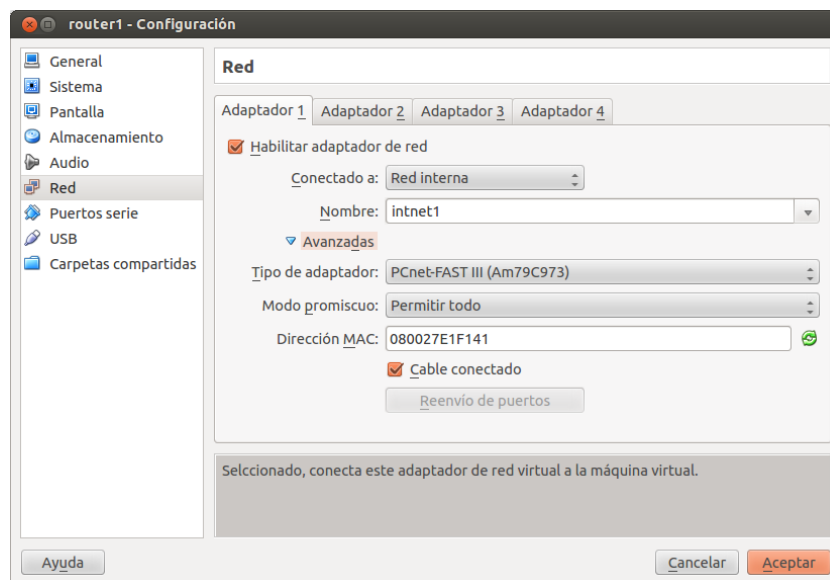 router1 - Configuración
General
Sistema
Pantalla
Almacenamiento
Audio
Red
Puertos serie
USB
Carpetas compartidas
Red
Adaptador 1 Adaptador 2 Adaptador 3 Adaptador 4
Habilitar adaptador de red
Conectado a: Red interna
Nombre: intnet1
Avanzadas
Tipo de adaptador: PCnet-FAST III (Am79C973)
Modo promiscuo: Permitir todo
Dirección MAC: 080027E1F141
Cable conectado
Reenvío de puertos
Selccionado, conecta este adaptador de red virtual a la máquina virtual.
Ayuda Cancelar Aceptar